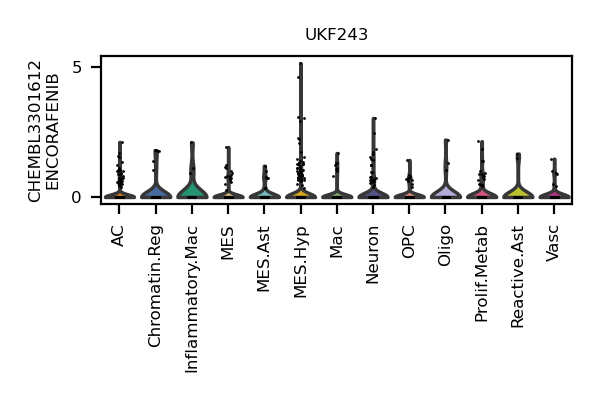 UKF243
CHEMBL3301612
ENCORAFENIB
5
0
AC
Chromatin.Reg
Inflammatory.Mac
MES
MES.Ast
MES.Hyp
Mac
Neuron
OPC
Oligo
Prolif.Metab
Reactive.Ast
Vasc